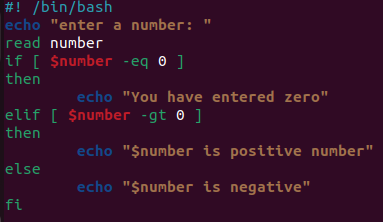 #! /bin/bash
echo "enter a number: "
read number
if [ $number -eq 0 ]
then
        echo "You have entered zero"
elif [ $number -gt 0 ]
then
        echo "$number is positive number"
else
        echo "$number is negative"
fi